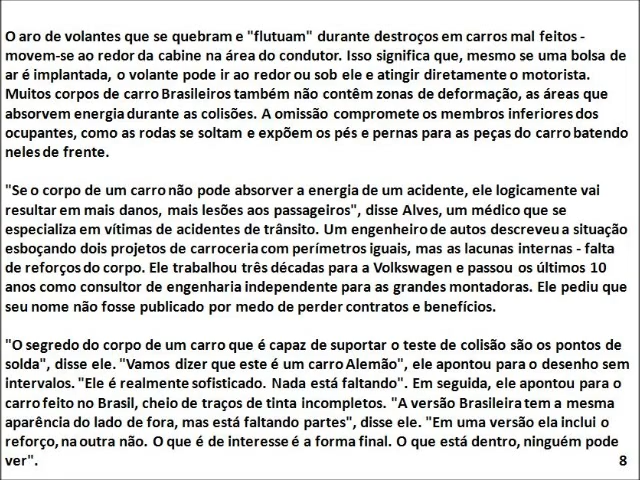 O aro de volantes que se quebram e "flutuam" durante destroços em carros mal feitos -
movem-se ao redor da cabine na área do condutor. Isso significa que, mesmo se uma bolsa de
ar é implantada, o volante pode ir ao redor ou sob ele e atingir diretamente o motorista.
Muitos corpos de carro Brasileiros também não contêm zonas de deformação, as áreas que
absorvem energia durante as colisões. A omissão compromete os membros inferiores dos
ocupantes, como as rodas se soltam e expõem os pés e pernas para as peças do carro batendo
neles de frente.
"Se o corpo de um carro não pode absorver a energia de um acidente, ele logicamente vai
resultar em mais danos, mais lesões aos passageiros", disse Alves, um médico que se
especializa em vítimas de acidentes de trânsito. Um engenheiro de autos descreveu a situação
esboçando dois projetos de carroceria com perímetros iguais, mas as lacunas internas - falta
de reforços do corpo. Ele trabalhou três décadas para a Volkswagen e passou os últimos 10
anos como consultor de engenharia independente para as grandes montadoras. Ele pediu que
seu nome não fosse publicado por medo de perder contratos e benefícios.
"O segredo do corpo de um carro que é capaz de suportar o teste de colisão são os pontos de
solda", disse ele. "Vamos dizer que este é um carro Alemão", ele apontou para o desenho sem
intervalos. "Ele é realmente sofisticado. Nada está faltando". Em seguida, ele apontou para o
carro feito no Brasil, cheio de traços de tinta incompletos. "A versão Brasileira tem a mesma
aparência do lado de fora, mas está faltando partes", disse ele. "Em uma versão ela inclui o
reforço, na outra não. O que é de interesse é a forma final. O que está dentro, ninguém pode
ver".
8